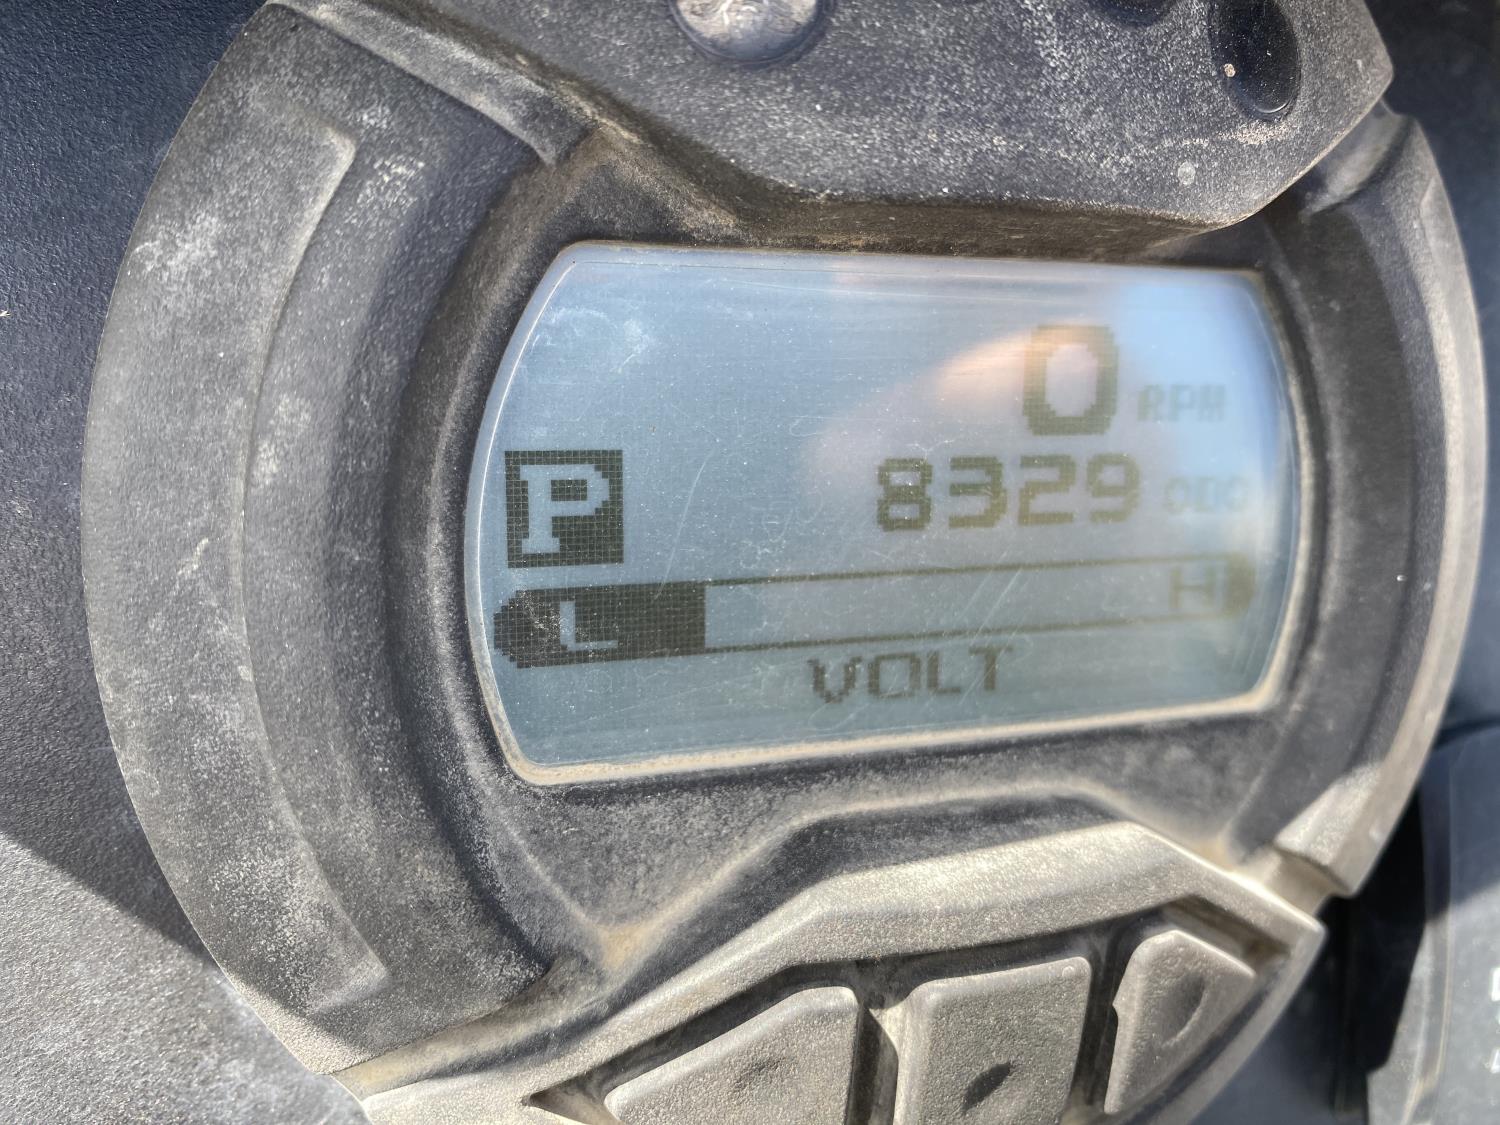 0 RPM
8329 ODO
P
L H
VOLT